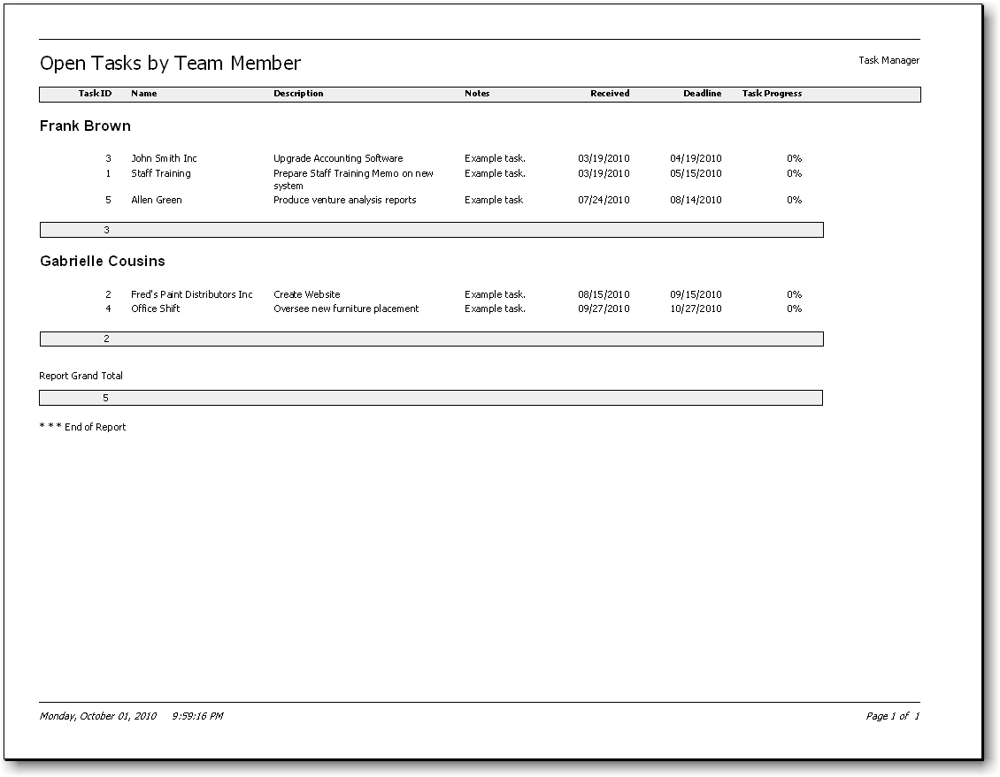 Open Tasks by Team Member
Task Manager
Task ID Name Description Notes Received Deadline Task Progress
Frank Brown
3 John Smith Inc Upgrade Accounting Software Example task. 03/19/2010 04/19/2010 0%
1 Staff Training Prepare Staff Training Memo on new Example task. 03/19/2010 05/15/2010 0%
system
5 Allen Green Produce venture analysis reports Example task 07/24/2010 08/14/2010 0%
3
Gabrielle Cousins
2 Fred's Paint Distributors Inc Create Website Example task. 08/15/2010 09/15/2010 0%
4 Office Shift Oversee new furniture placement Example task. 09/27/2010 10/27/2010 0%
2
Report Grand Total
5
* * * End of Report
Monday, October 01, 2010 9:59:16 PM Page 1 of 1